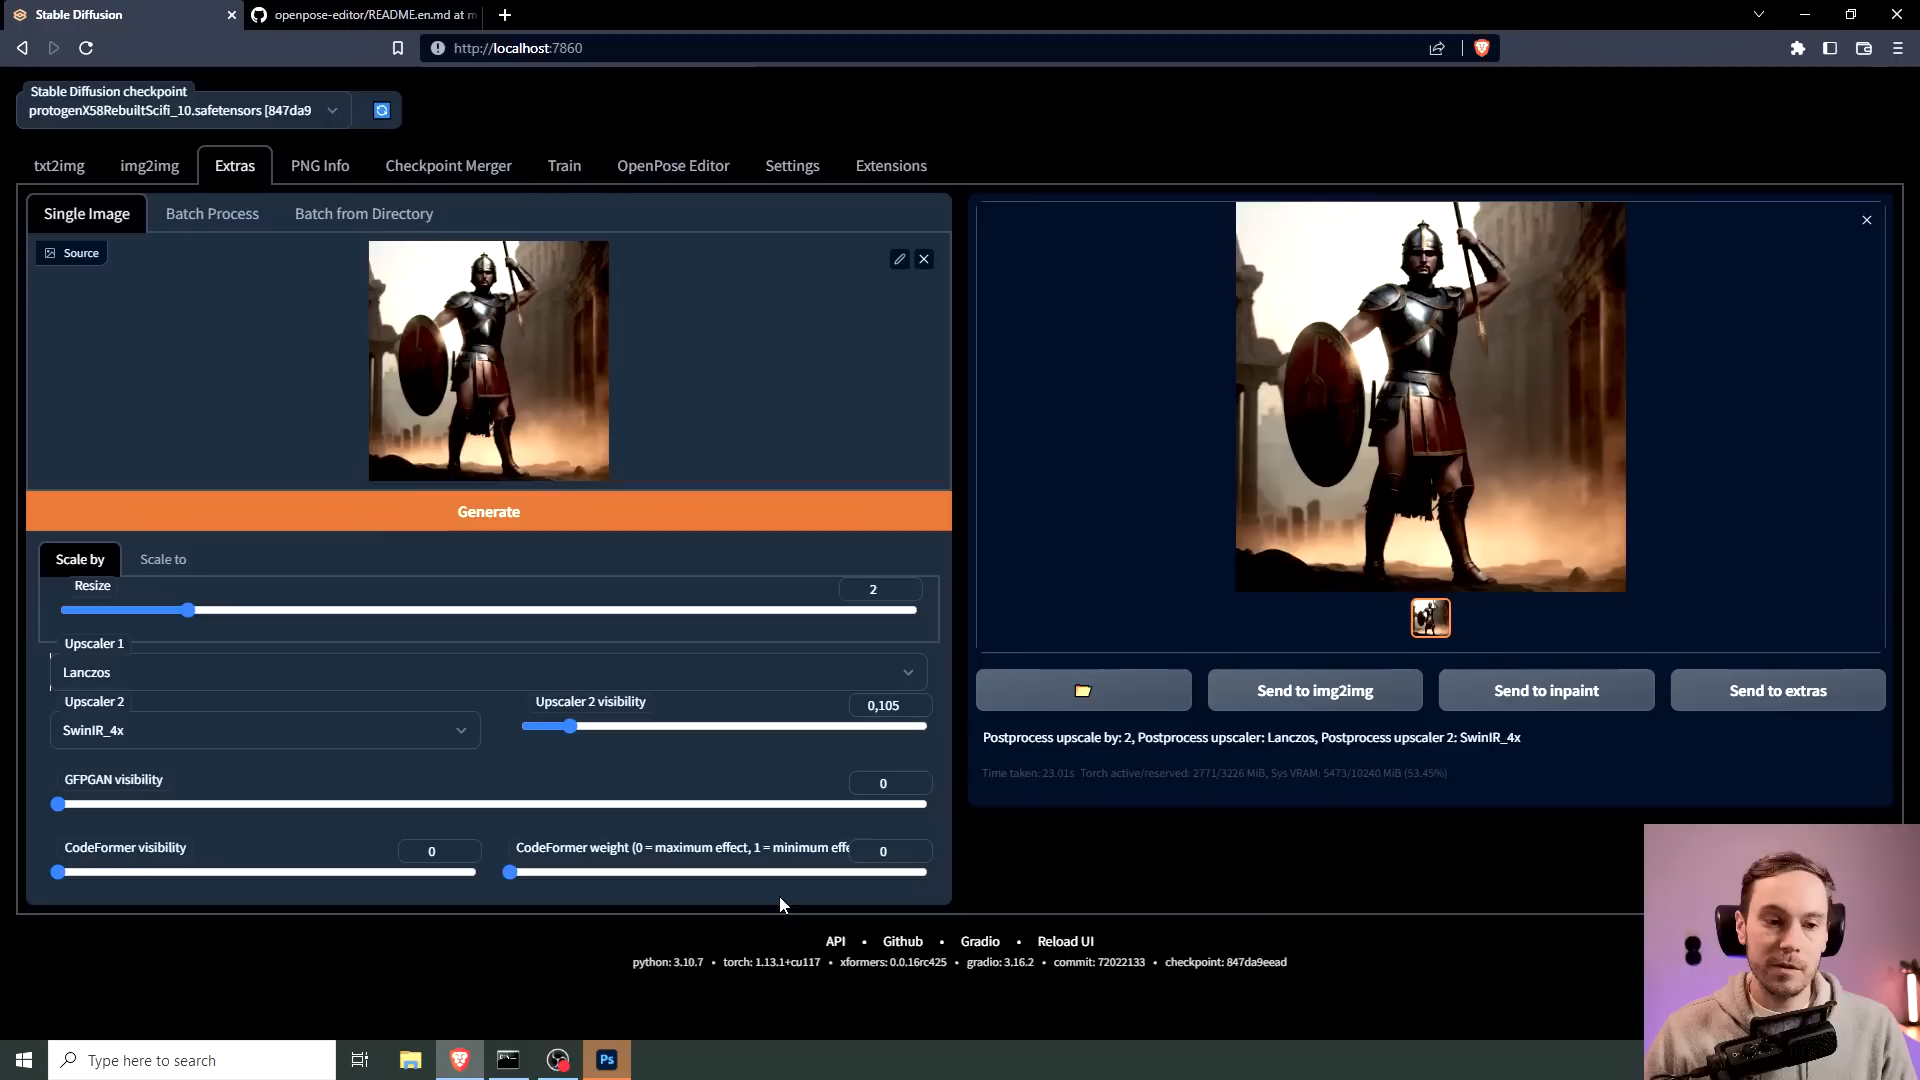 Stable Diffusion
openpose-editor/README.en.md at m
http://localhost:7860
Stable Diffusion checkpoint
protogenX58RebuiltScifi_10.safetensors [847da9
txt2img
img2img
Extras
PNG Info
Checkpoint Merger
Train
OpenPose Editor
Settings
Extensions
Single Image
Batch Process
Batch from Directory
Source
Generate
Scale by
Scale to
Resize
2
Upscaler 1
Lanczos
Upscaler 2
SwinIR_4x
Upscaler 2 visibility
0,105
GFPGAN visibility
0
CodeFormer visibility
0
CodeFormer weight (0 = maximum effect, 1 = minimum effe
0
Send to img2img
Send to inpaint
Send to extras
Postprocess upscale by: 2, Postprocess upscaler: Lanczos, Postprocess upscaler 2: SwinIR_4x
Time taken: 23.01s Torch active/reserved: 2771/3226 MiB, Sys VRAM: 5473/10240 MiB (53.45%)
API • Github • Gradio • Reload UI
python: 3.10.7 • torch: 1.13.1+cu117 • xformers: 0.0.16rc425 • gradio: 3.16.2 • commit: 72022133 • checkpoint: 847da9eead
Type here to search
Ps